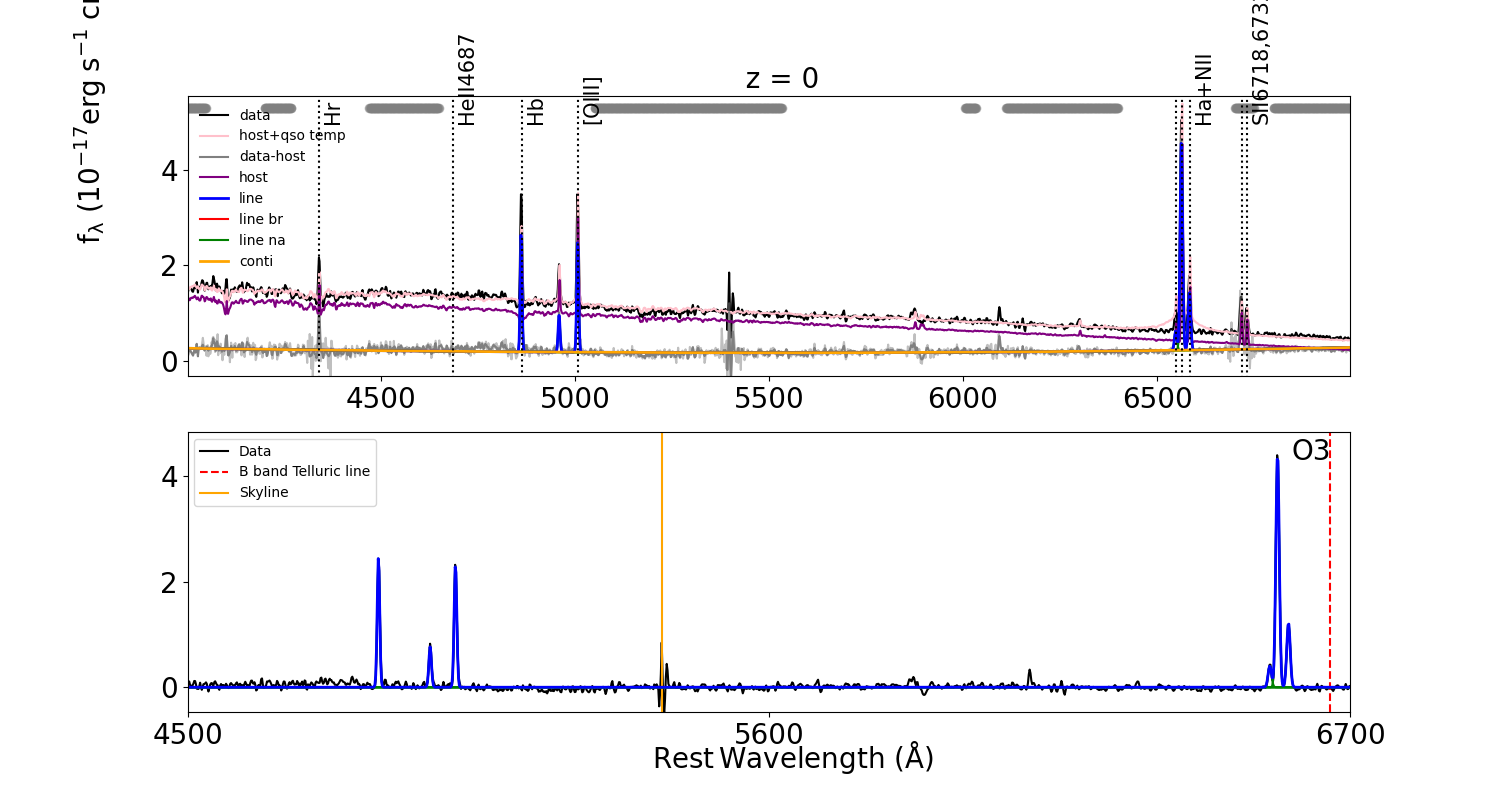 z = 0
f_λ (10^−17 erg s^−1
Hr
HeII4687
Hb
[OIII]
Ha+NII
SII6718,673
data
host+qso temp
data-host
host
line
line br
line na
conti
4
2
0
4500
5000
5500
6000
6500
Data
B band Telluric line
Skyline
O3
4
2
0
4500
5600
6700
Rest Wavelength (Å)